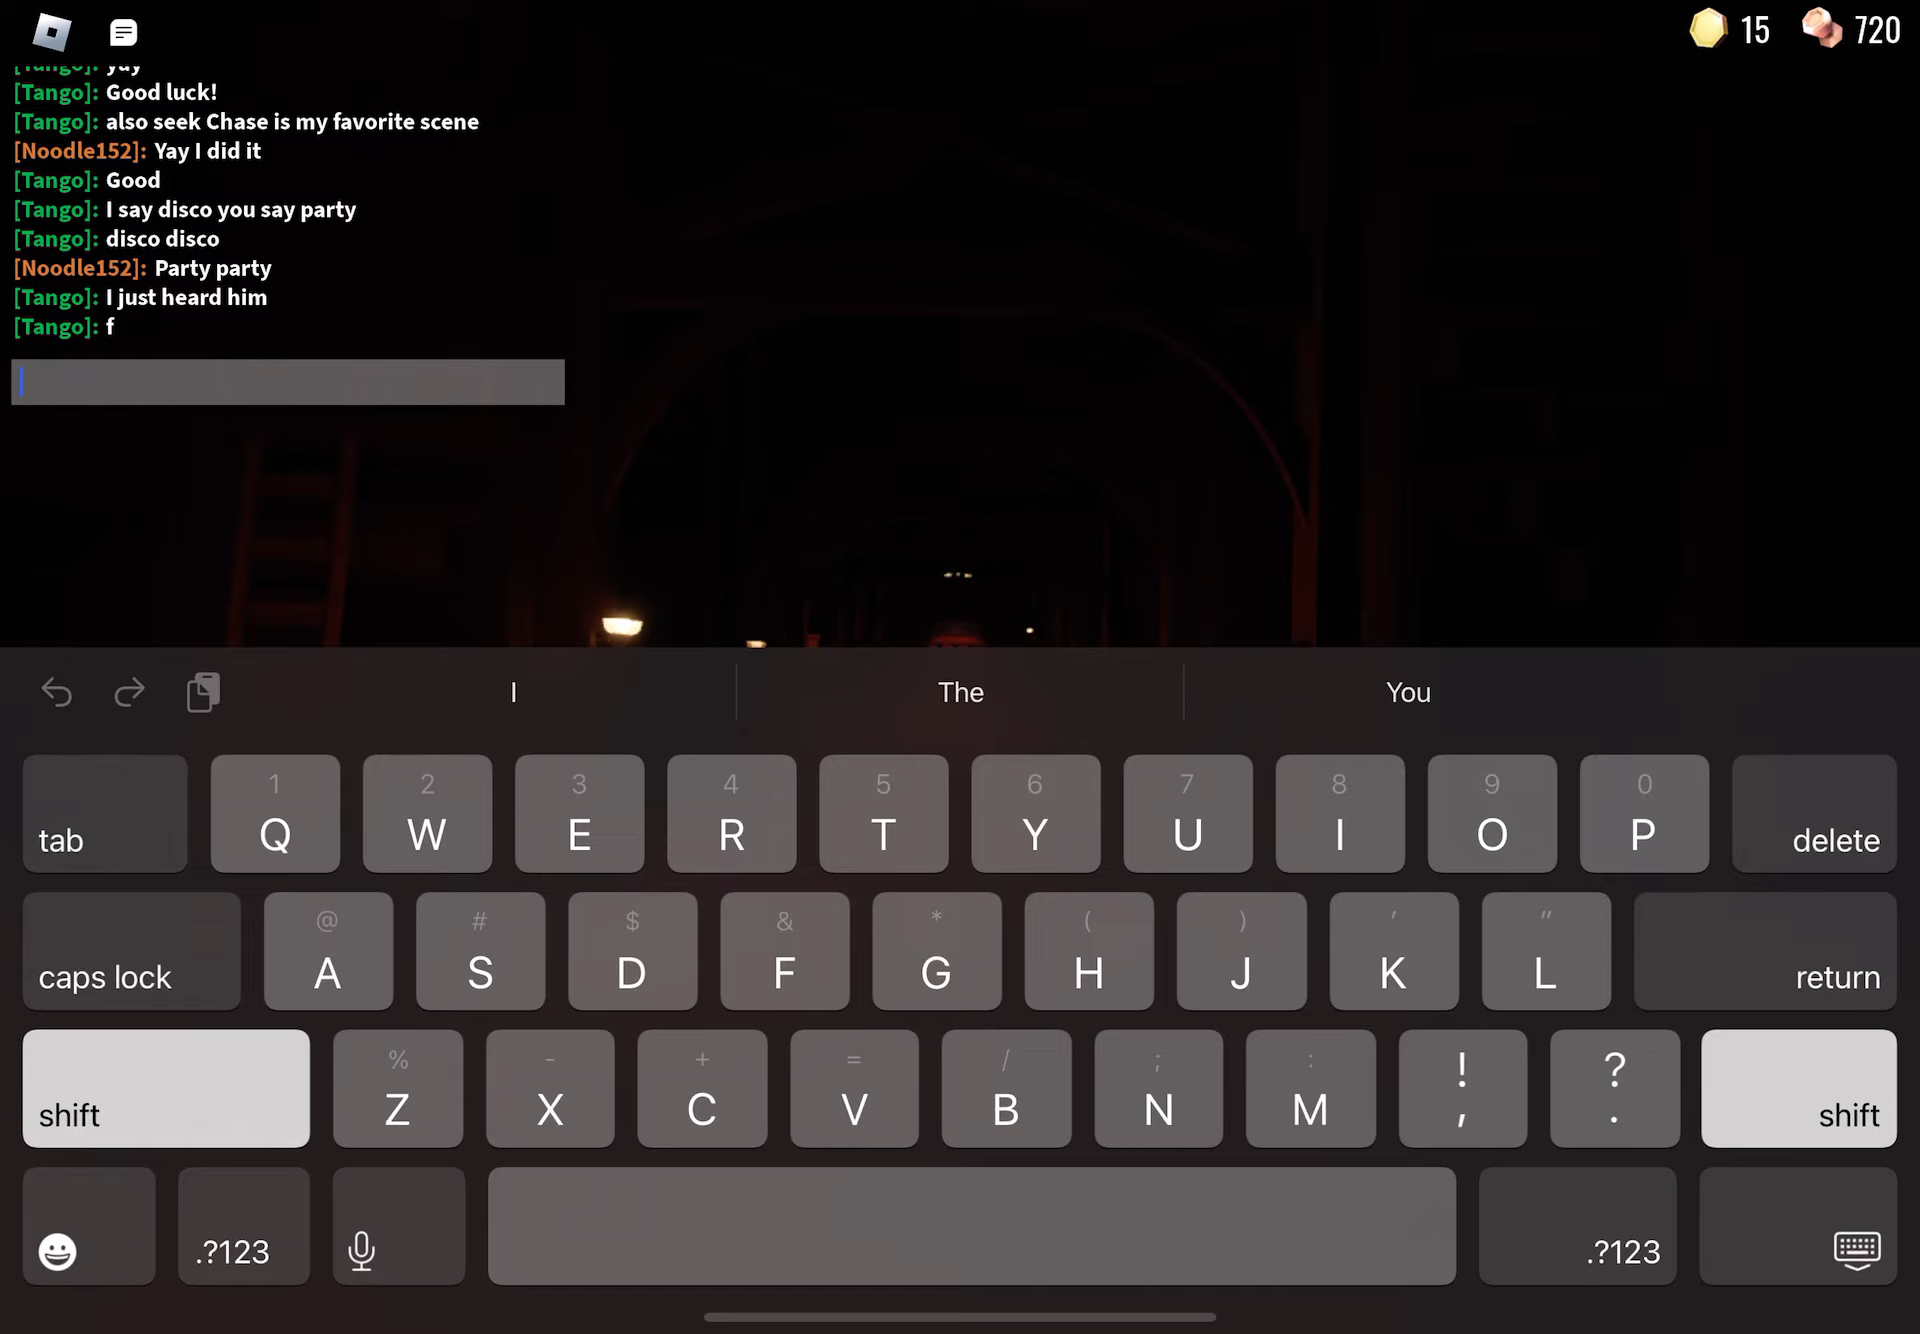 15
720
[Tango]: yay
[Tango]: Good luck!
[Tango]: also seek Chase is my favorite scene
[Noodle152]: Yay I did it
[Tango]: Good
[Tango]: I say disco you say party
[Tango]: disco disco
[Noodle152]: Party party
[Tango]: I just heard him
[Tango]: f
I The You
tab 1 Q 2 W 3 E 4 R 5 T 6 Y 7 U 8 I 9 O 0 P delete
caps lock @ A # S $ D & F * G ( H ) J ' K " L return
shift % Z - X + C = V / B ; N : M ! , ? . shift
.?123 .?123